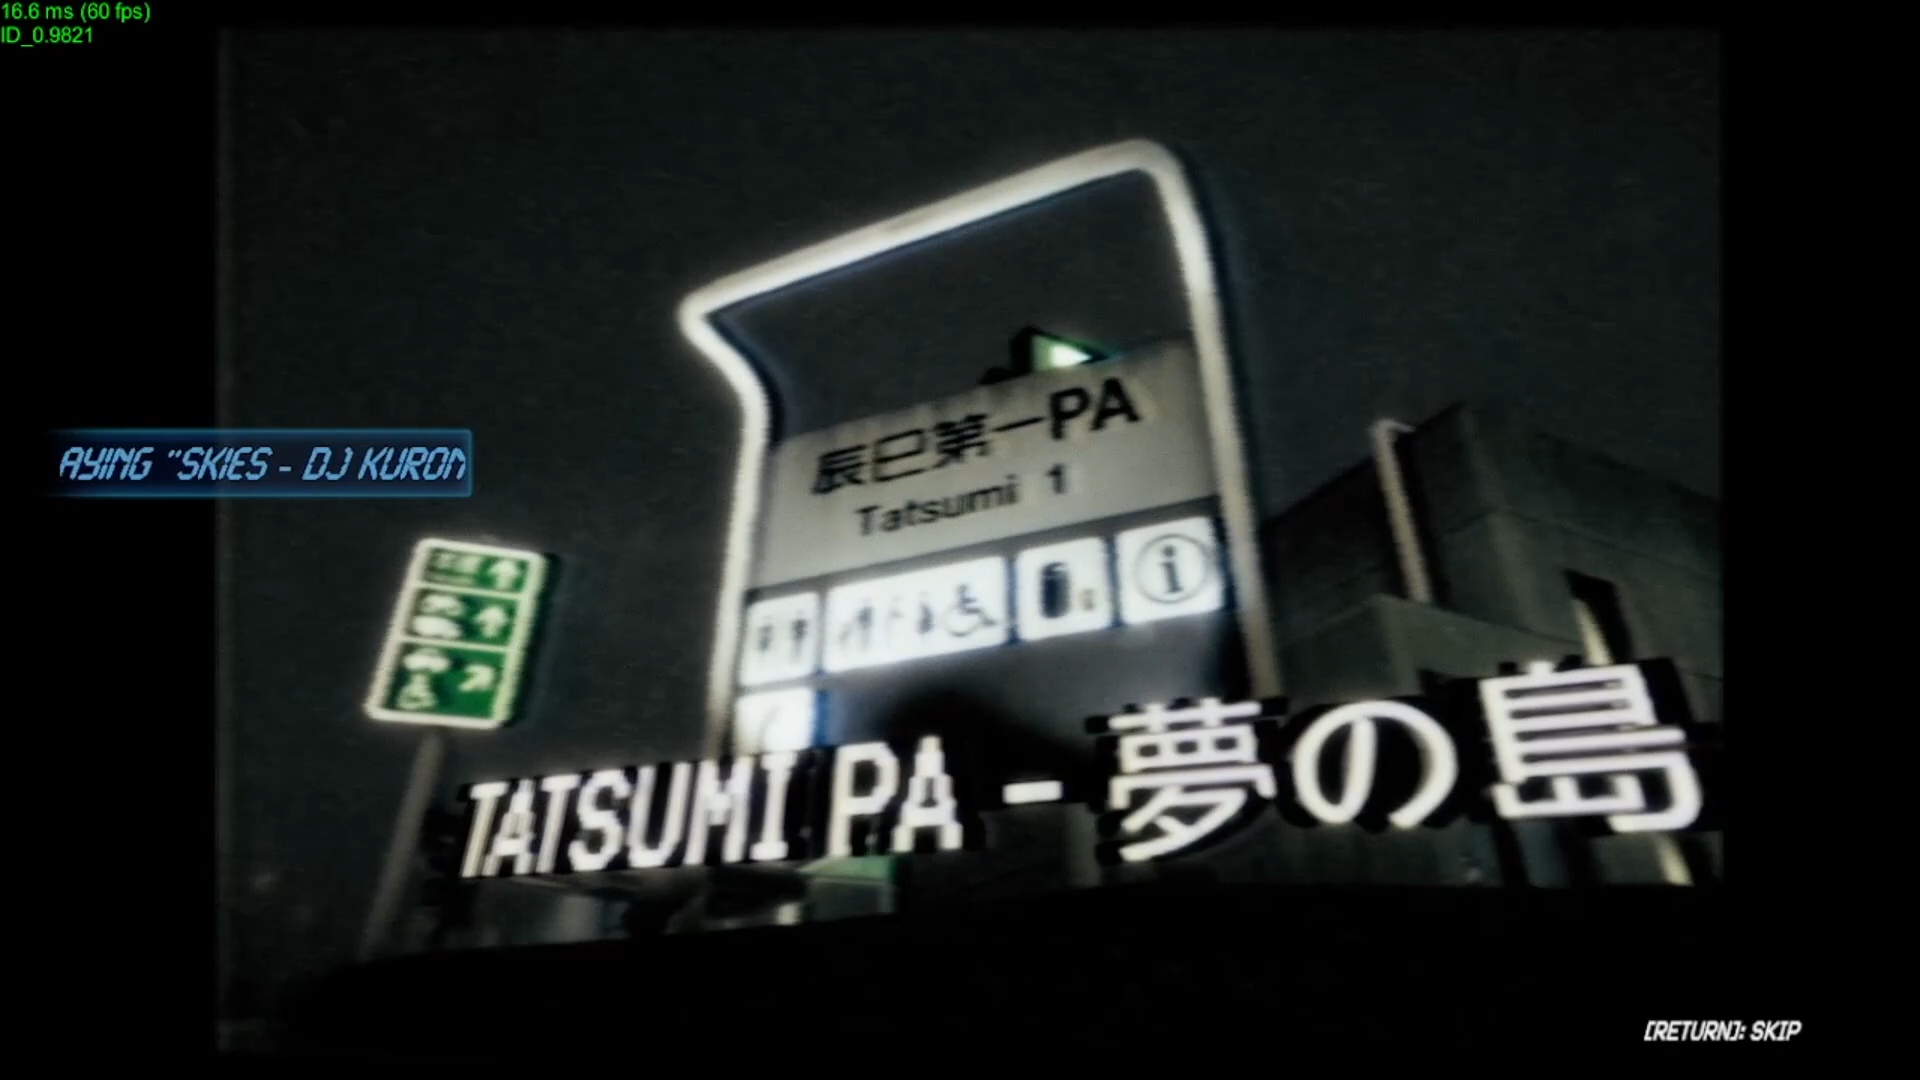 16.6 ms (60 fps)
ID_0.9821
辰巳第一PA
Tatsumi 1
AYING "SKIES - DJ KURON
TATSUMI PA - 夢の島
[RETURN]: SKIP